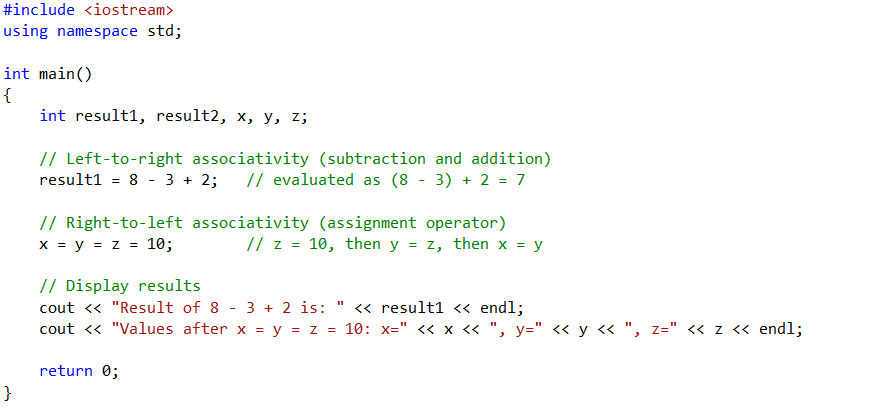 #include <iostream>
using namespace std;
int main()
{
int result1, result2, x, y, z;
// Left-to-right associativity (subtraction and addition)
result1 = 8 - 3 + 2;   // evaluated as (8 - 3) + 2 = 7
// Right-to-left associativity (assignment operator)
x = y = z = 10;        // z = 10, then y = z, then x = y
// Display results
cout << "Result of 8 - 3 + 2 is: " << result1 << endl;
cout << "Values after x = y = z = 10: x=" << x << ", y=" << y << ", z=" << z << endl;
return 0;
}